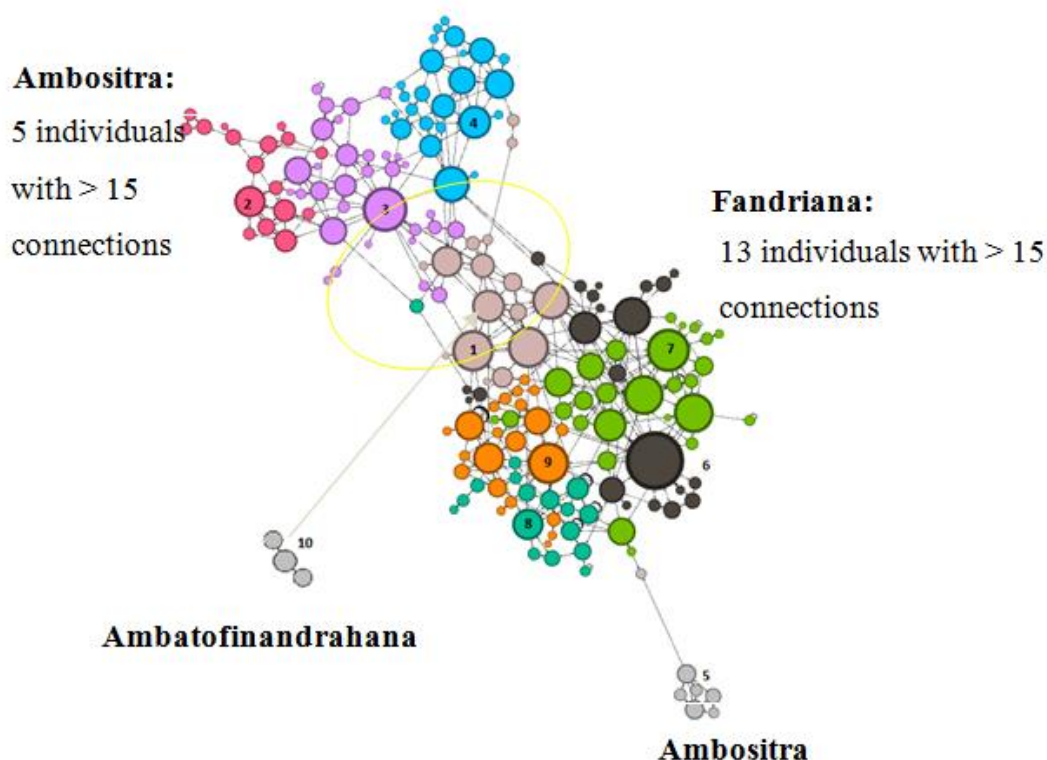 Ambositra:
5 individuals
with > 15
connections
Fandriana:
13 individuals with > 15
connections
4
2
3
1
7
9
6
8
10
Ambatofinandrahana
5
Ambositra